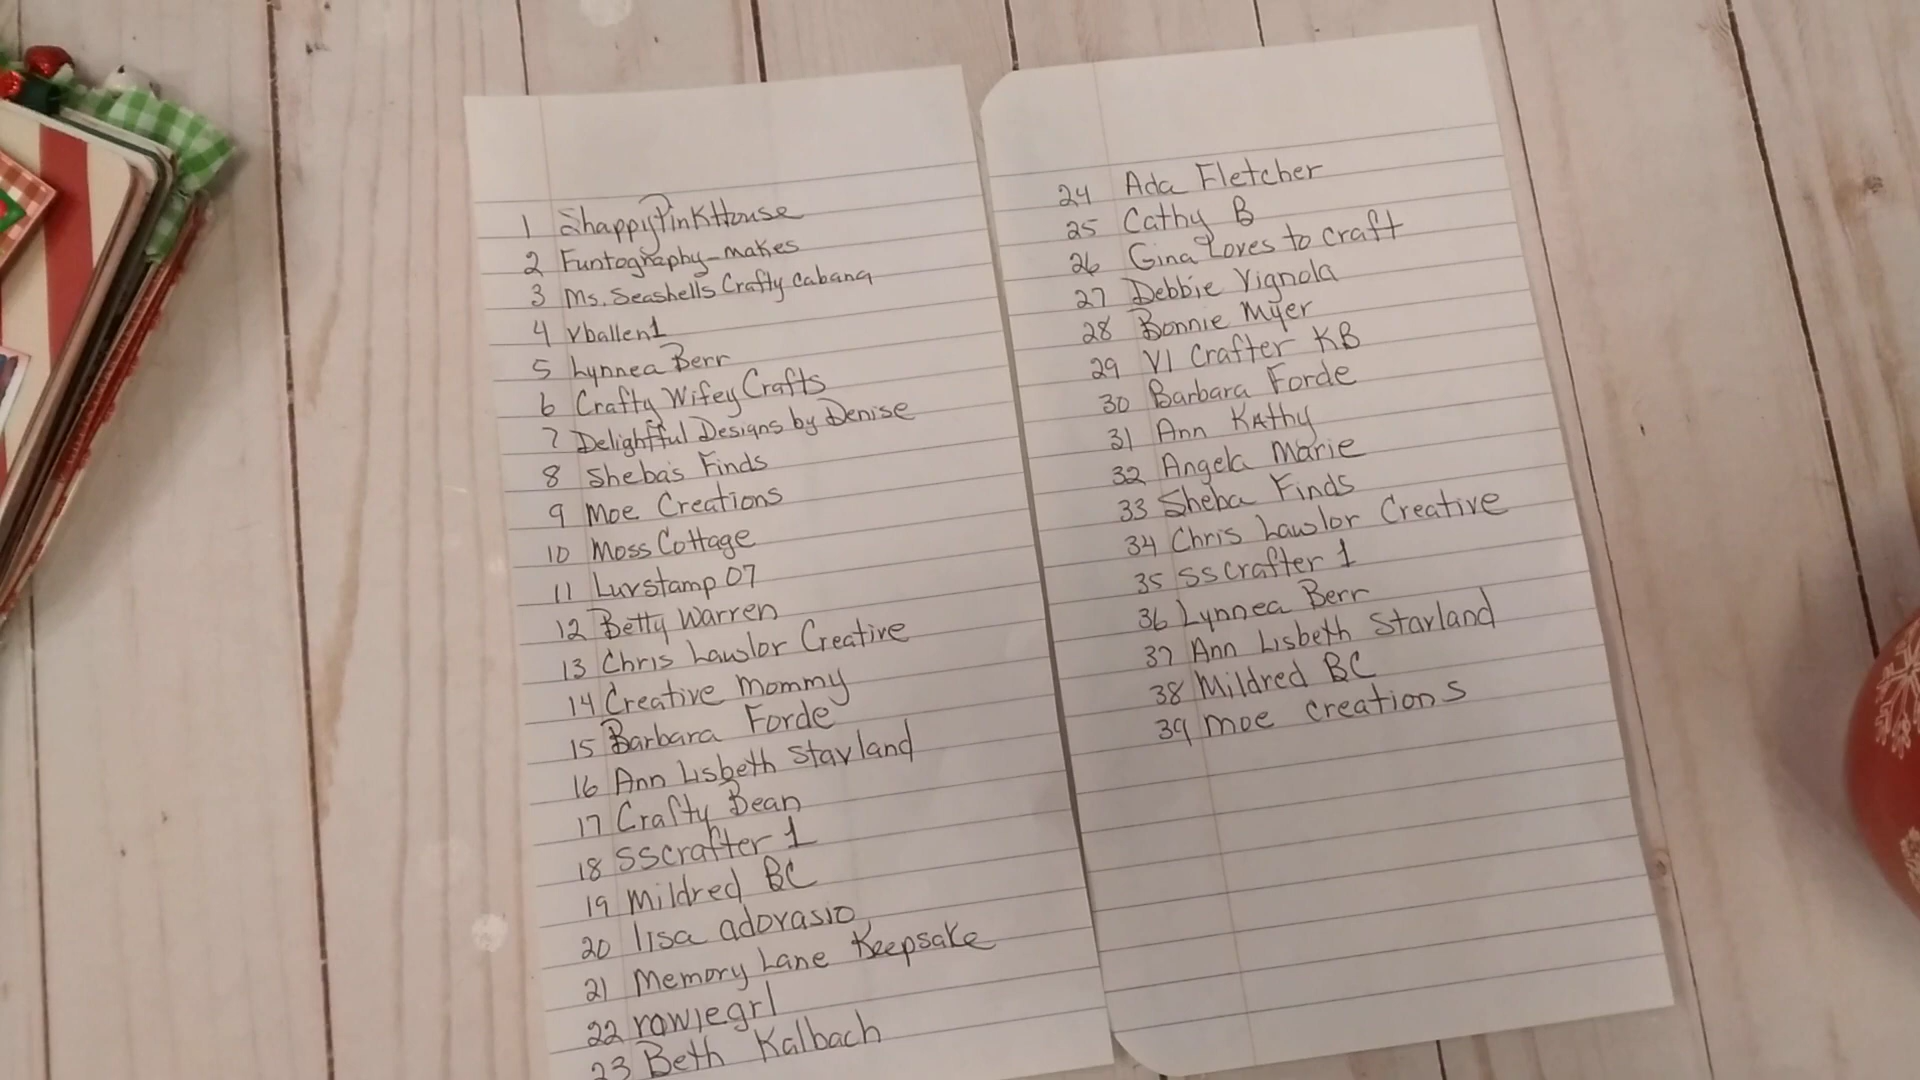 1 ShappyPinkHouse
2 Funtography-makes
3 Ms. Seashells Crafty Cabana
4 Vballen1
5 Lynnea Berr
6 Crafty Wifey Crafts
7 Delightfful Designs by Denise
8 Sheba's Finds
9 Moe Creations
10 Moss Cottage
11 Luvstamp07
12 Betty Warren
13 Chris Lawlor Creative
14 Creative Mommy
15 Barbara Forde
16 Ann Lisbeth Stavland
17 Crafty Bean
18 SScrafter 1
19 Mildred BC
20 lisa adorasio
21 Memory Lane Keepsake
22 rowiegrl
23 Beth Kalbach
24 Ada Fletcher
25 Cathy B
26 Gina Loves to craft
27 Debbie Vignola
28 Bonnie Myer
29 VI Crafter KB
30 Barbara Forde
31 Ann KAthy
32 Angela Marie
33 Sheba Finds
34 Chris Lawlor Creative
35 SScrafter 1
36 Lynnea Berr
37 Ann Lisbeth Stavland
38 Mildred BC
39 Moe Creations